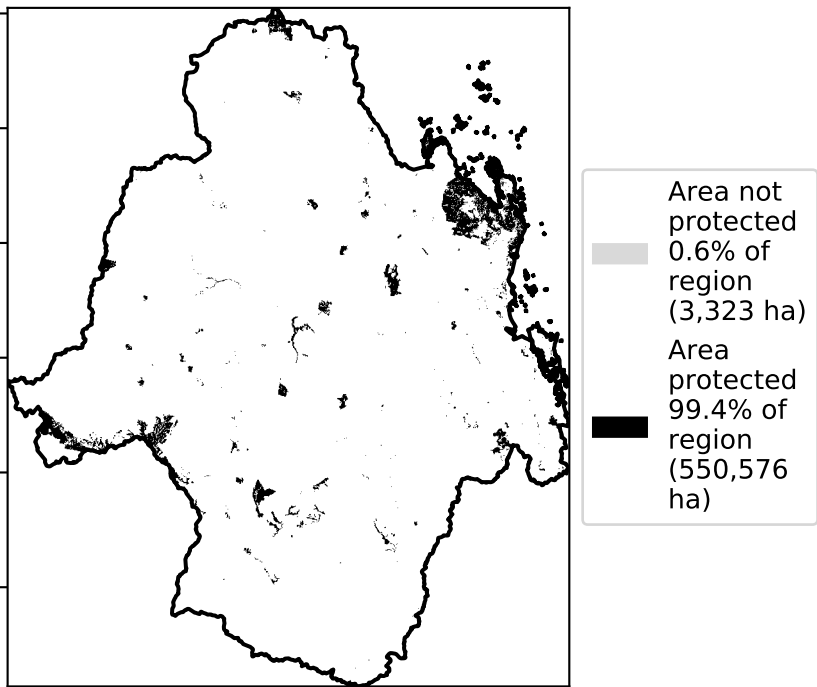 Area not
protected
0.6% of
region
(3,323 ha)
Area
protected
99.4% of
region
(550,576
ha)